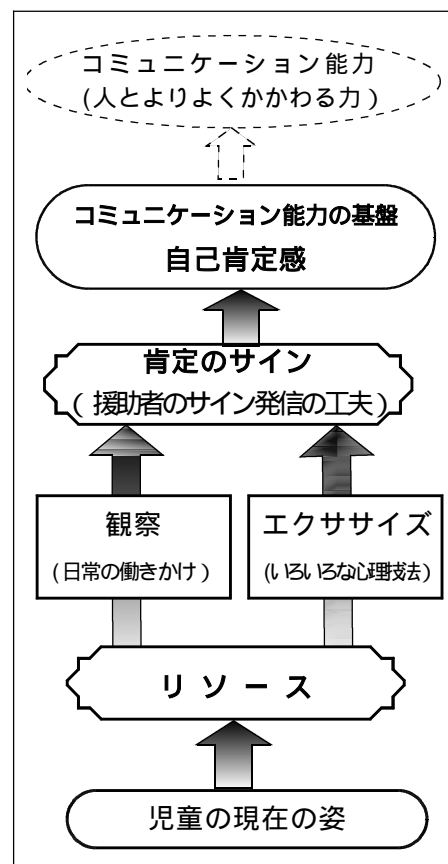 コミュニケーション能力
(人とよりよくかかわる力)
コミュニケーション能力の基盤
自己肯定感
肯定のサイン
(援助者のサイン発信の工夫)
観察
(日常の働きかけ)
エクササイズ
(いろいろな心理技法)
リソース
児童の現在の姿